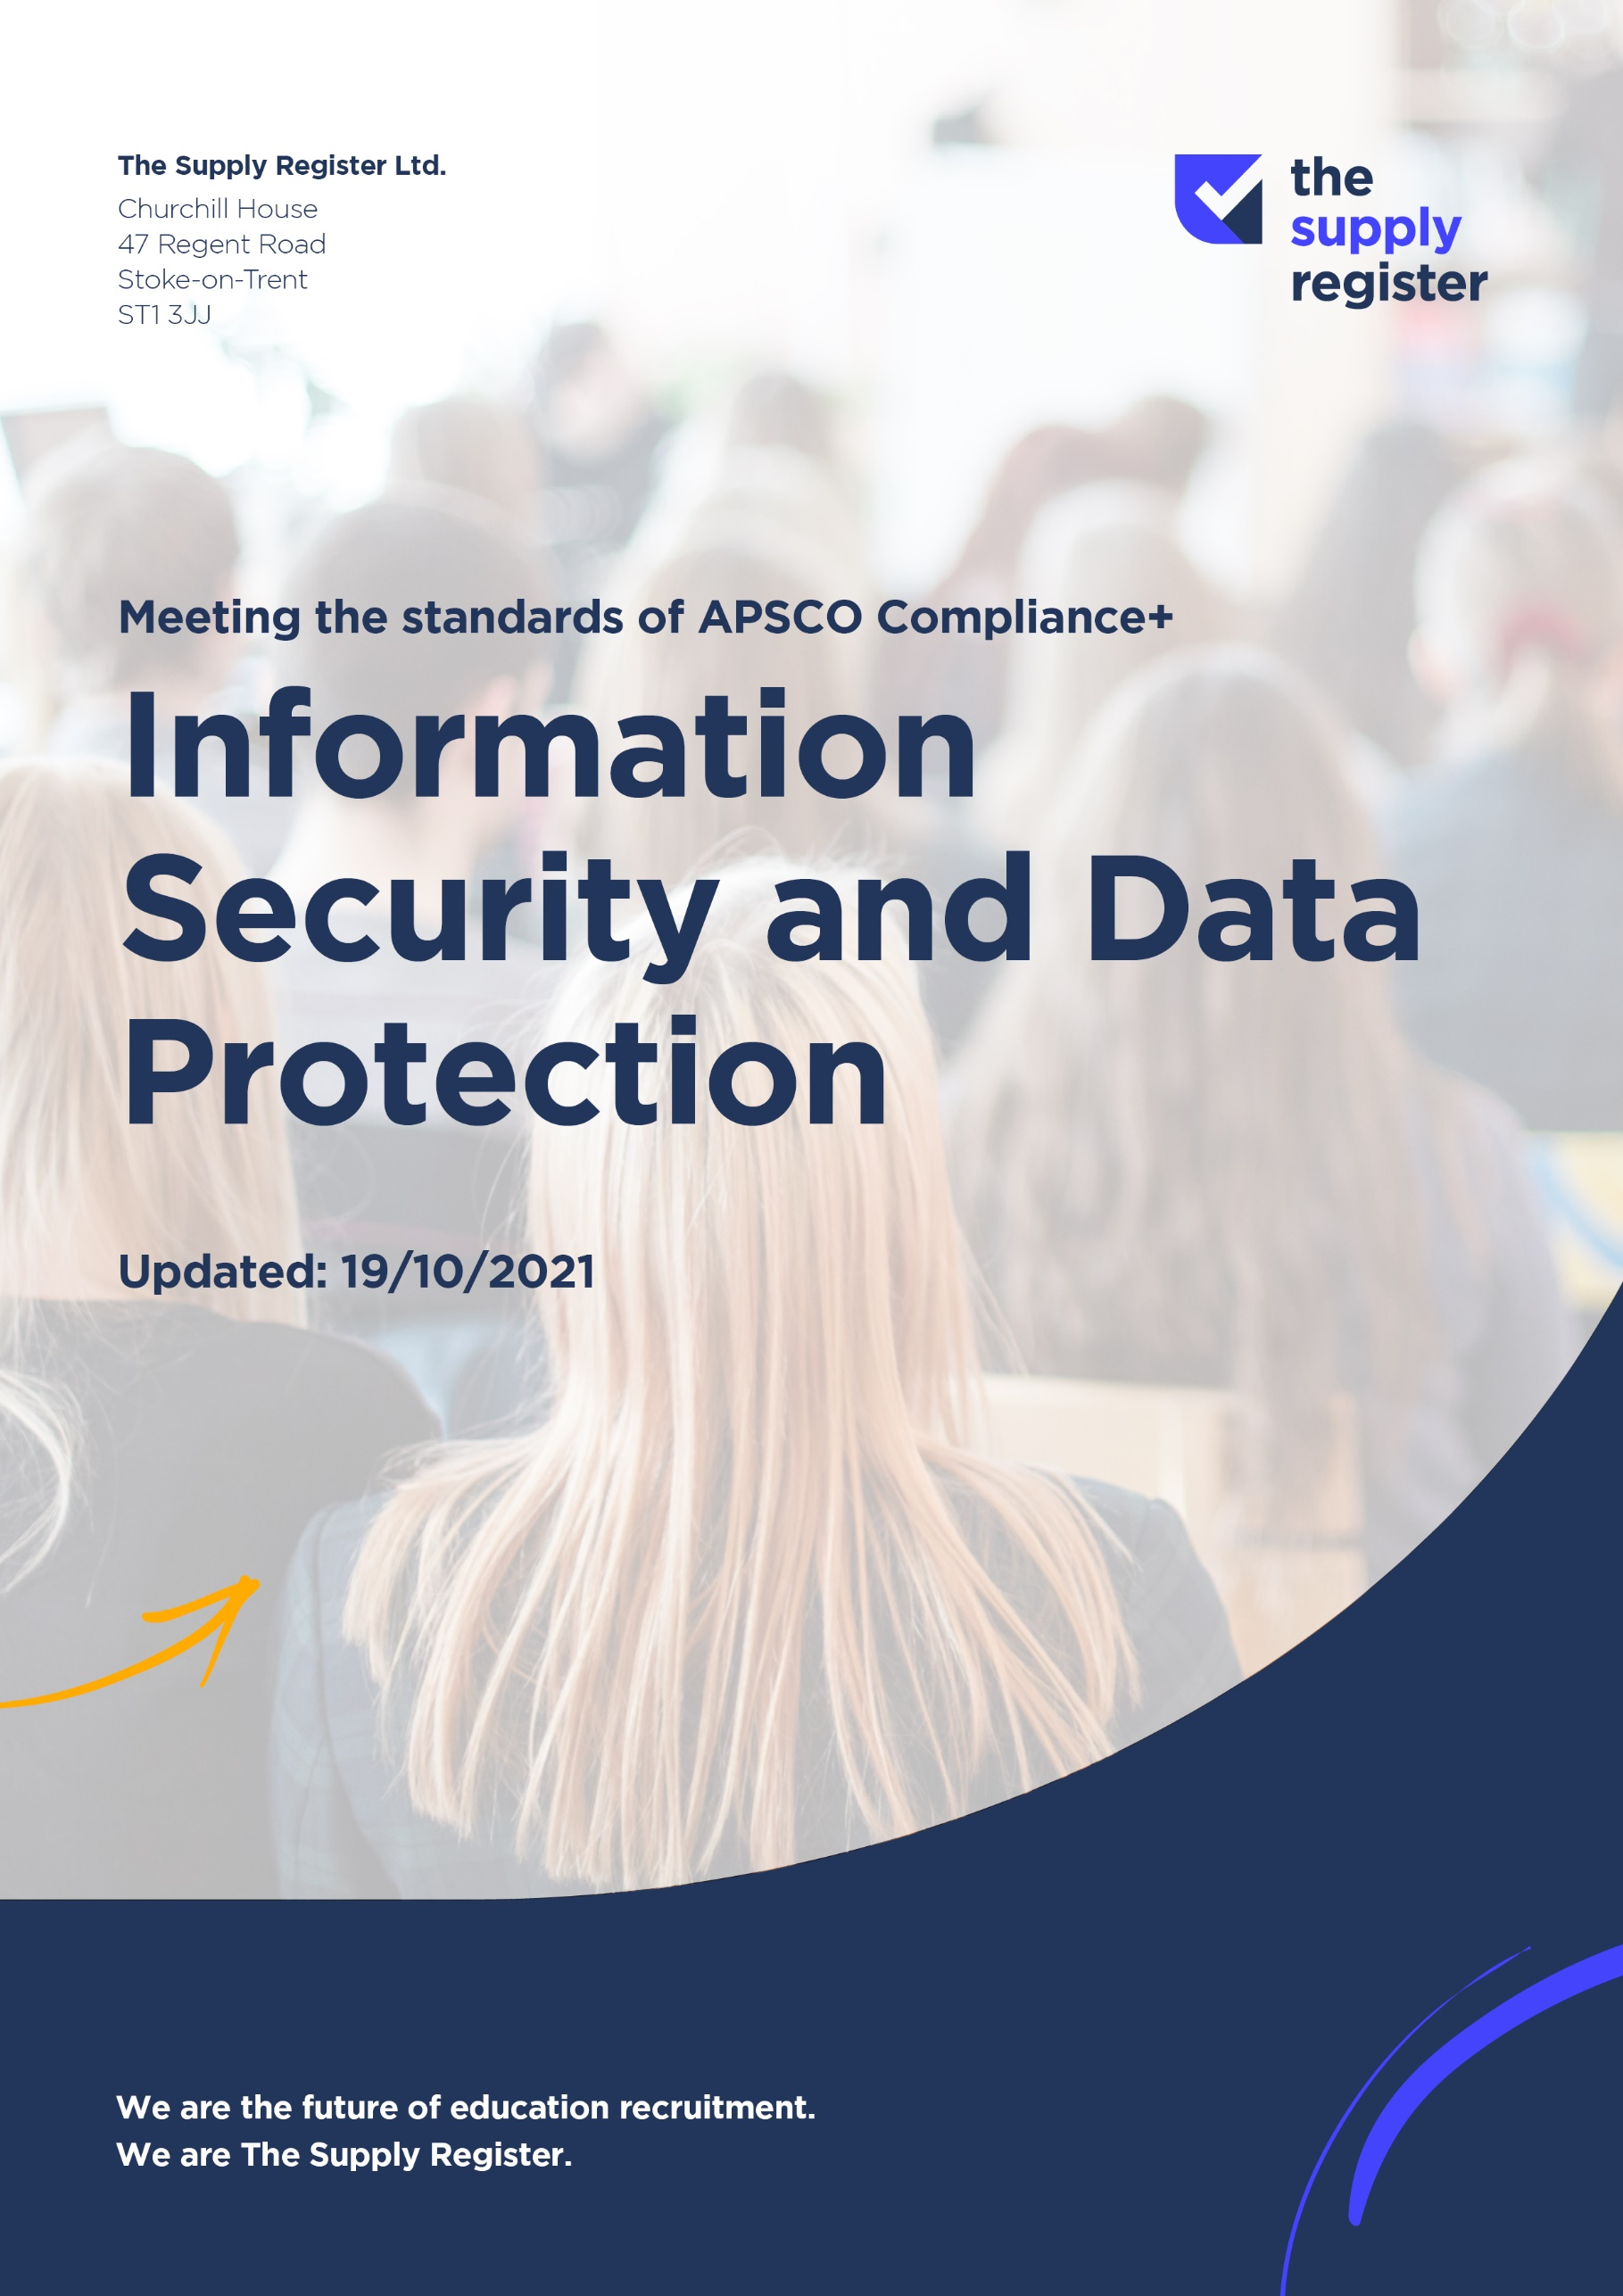 The Supply Register Ltd.
Churchill House
47 Regent Road
Stoke-on-Trent
ST1 3JJ
the
supply
register
Meeting the standards of APSCO Compliance+
Information
Security and Data
Protection
Updated: 19/10/2021
We are the future of education recruitment.
We are The Supply Register.